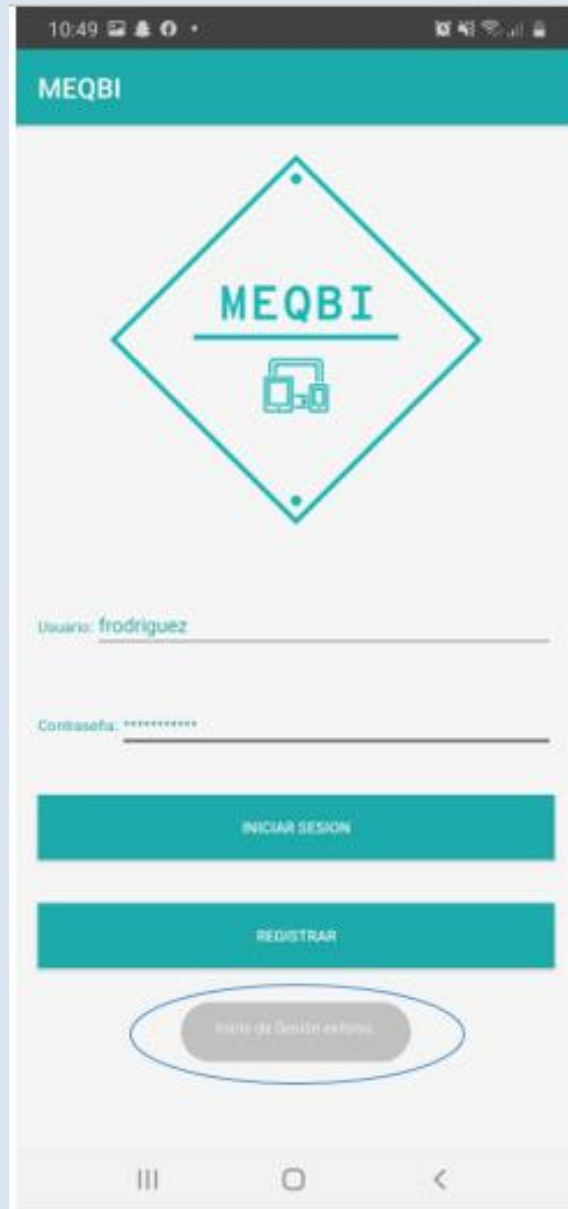 10:49
MEQBI
MEQBI
Usuario: frodriguez
Contraseña: ***********
INICIAR SESION
REGISTRAR
Inicio de Sesión exitoso.